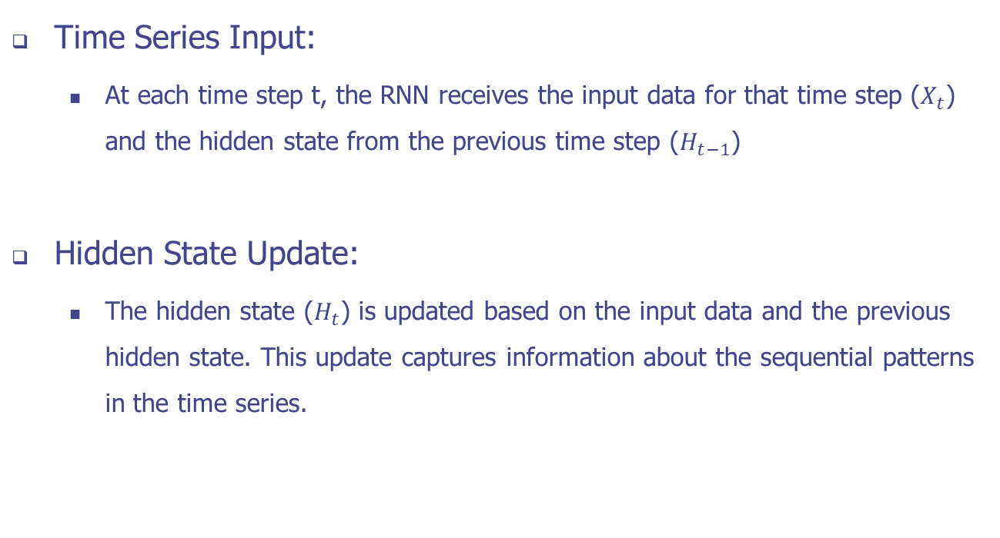 ❑ Time Series Input:
■ At each time step t, the RNN receives the input data for that time step (𝑋ₜ)
and the hidden state from the previous time step (𝐻ₜ₋₁)
❑ Hidden State Update:
■ The hidden state (𝐻ₜ) is updated based on the input data and the previous
hidden state. This update captures information about the sequential patterns
in the time series.